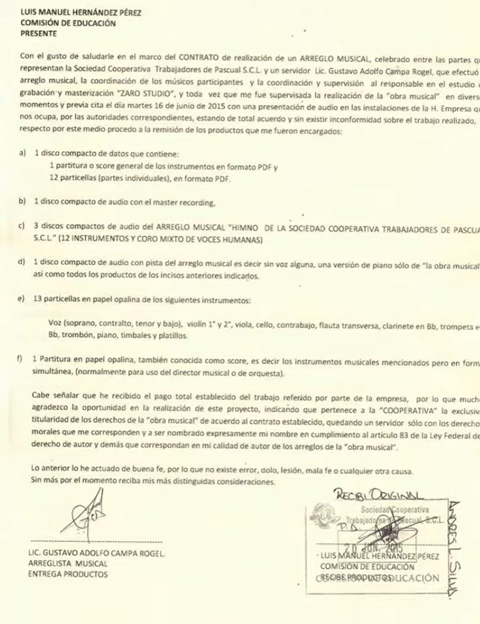 LUIS MANUEL HERNÁNDEZ PÉREZ
COMISIÓN DE EDUCACIÓN
PRESENTE
Con el gusto de saludarle en el marco del CONTRATO de realización de un ARREGLO MUSICAL, celebrado entre las partes qu
representan la Sociedad Cooperativa Trabajadores de Pascual S.C.L. y un servidor Lic. Gustavo Adolfo Campa Rogel, que efectuó
arreglo musical, la coordinación de los músicos participantes y la coordinación y supervisión al responsable en el estudio
grabación y masterización "ZARO STUDIO", y toda vez que me fue supervisada la realización de la "obra musical" en divers
momentos y previa cita el día martes 16 de junio de 2015 con una presentación de audio en las instalaciones de la H. Empresa qu
nos ocupa, por las autoridades correspondientes, estando de total acuerdo y sin existir inconformidad sobre el trabajo realizado,
respecto por este medio procedo a la remisión de los productos que me fueron encargados:
a) 1 disco compacto de datos que contiene:
1 partitura o score general de los instrumentos en formato PDF y
12 particellas (partes individuales), en formato PDF.
b) 1 disco compacto de audio con el master recording,
c) 3 discos compactos de audio del ARREGLO MUSICAL "HIMNO DE LA SOCIEDAD COOPERATIVA TRABAJADORES DE PASCUA
S.C.L" (12 INSTRUMENTOS Y CORO MIXTO DE VOCES HUMANAS)
d) 1 disco compacto de audio con pista del arreglo musical es decir sin voz alguna, una versión de piano sólo de "la obra musical
así como todos los productos de los incisos anteriores indicados.
e) 13 particellas en papel opalina de los siguientes instrumentos:
Voz (soprano, contralto, tenor y bajo), violin 1° y 2°, viola, cello, contrabajo, flauta transversa, clarinete en Bb, trompeta e
Bb, trombón, piano, timbales y platillos.
f) 1 Partitura en papel opalina, también conocida como score, es decir los instrumentos musicales mencionados pero en form
simultánea, (normalmente para uso del director musical o de orquesta).
Cabe señalar que he recibido el pago total establecido del trabajo referido por parte de la empresa, por lo que much
agradezco la oportunidad en la realización de este proyecto, indicando que pertenece a la "COOPERATIVA" la exclusiv
titularidad de los derechos de la "obra musical" de acuerdo al contrato establecido, quedando un servidor sólo con los derecho
morales que me corresponden y a ser nombrado expresamente mi nombre en cumplimiento al artículo 83 de la Ley Federal de
derecho de autor y demás que correspondan en mi calidad de autor de los arreglos de la "obra musical".
Lo anterior lo he actuado de buena fe, por lo que no existe error, dolo, lesión, mala fe o cualquier otra causa.
Sin más por el momento reciba mis más distinguidas consideraciones.
RECIBÍ ORIGINAL
Sociedad Cooperativa
Trabajadores de Pascual, S.C.L.
P.A
20 JUN. 2015
ANDRES L. SILVA
LIC. GUSTAVO ADOLFO CAMPA ROGEL.
ARREGLISTA MUSICAL
ENTREGA PRODUCTOS
LUIS MANUEL HERNÁNDEZ PÉREZ
COMISIÓN DE EDUCACIÓN
RECIBE PRODUCTOS